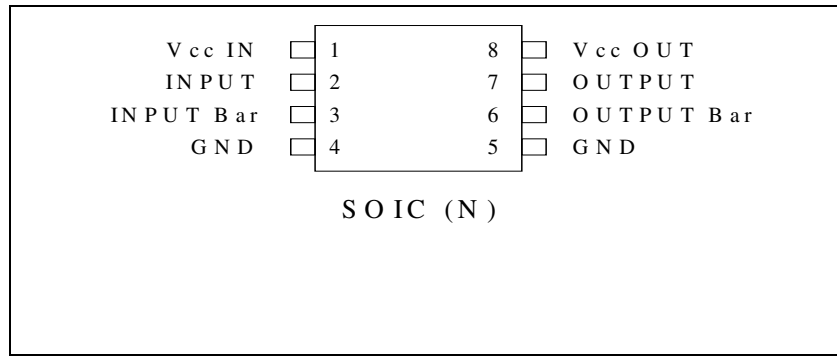 Vcc IN 1 8 Vcc OUT
INPUT 2 7 OUTPUT
INPUT Bar 3 6 OUTPUT Bar
GND 4 5 GND
SOIC (N)